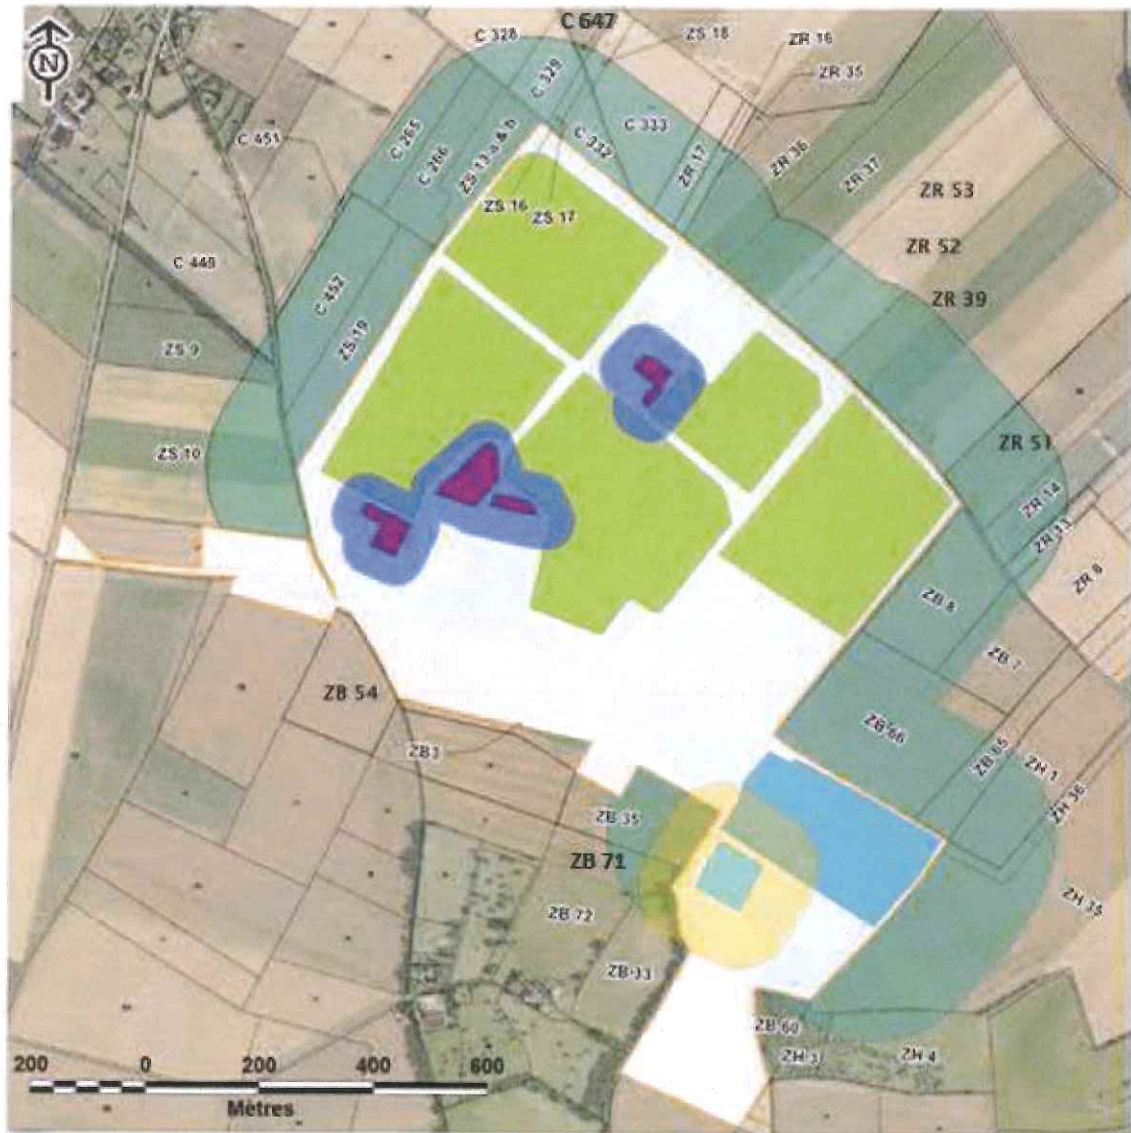 N
C 647
C 328
ZS 18
ZR 16
ZR 35
C 329
C 333
C 451
C 265
C 266
ZS 13 a & b
C 332
ZR 17
ZR 36
ZR 37
ZR 53
ZS 16
ZS 17
ZR 52
C 449
C 452
ZR 39
ZS 19
ZS 9
ZS 10
ZR 51
ZR 14
ZR 13
ZR 8
ZB 8
ZB 7
ZB 54
ZB 66
ZB 65
ZH 1
ZH 36
ZB 35
ZB 71
ZB 72
ZH 35
ZB 33
ZB 60
ZH 3
ZH 4
200 0 200 400 600
Mètres